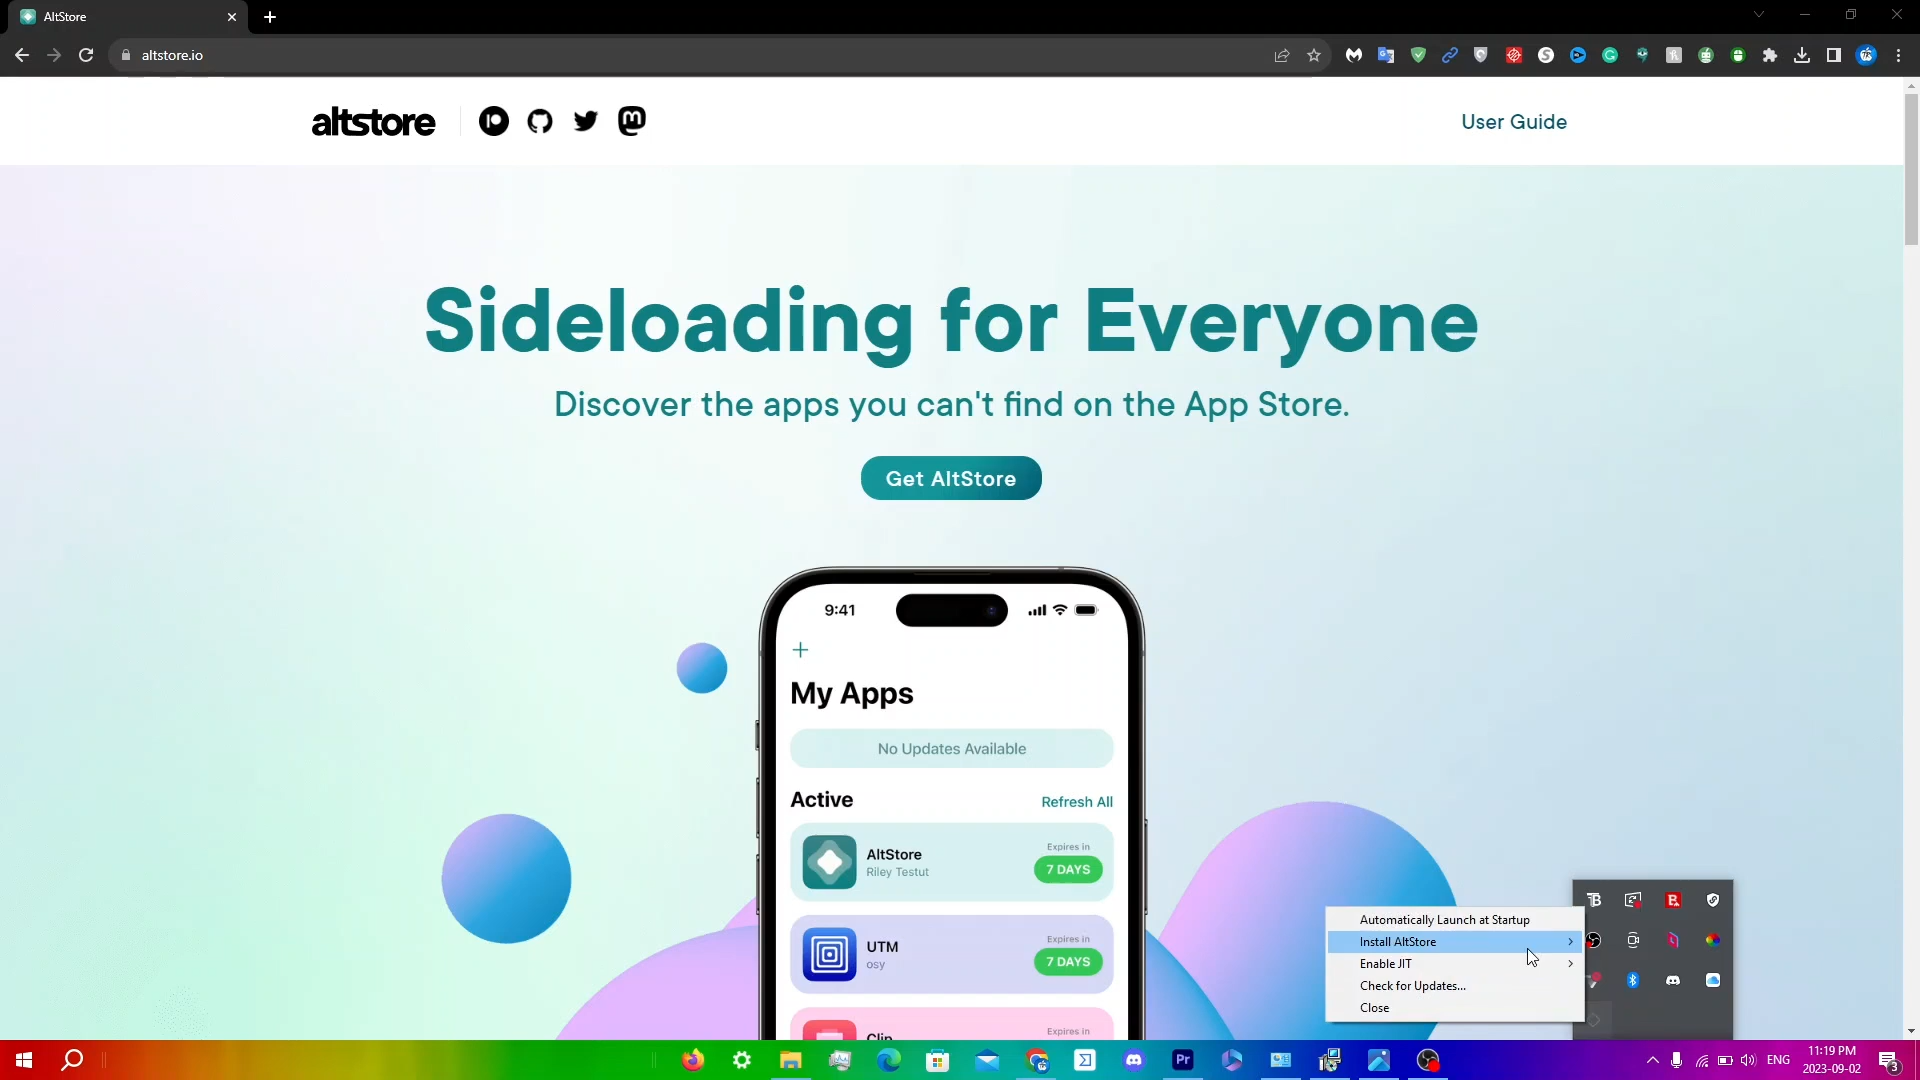 AltStore
altstore.io
altstore
User Guide
Sideloading for Everyone
Discover the apps you can't find on the App Store.
Get AltStore
9:41
My Apps
No Updates Available
Active
Refresh All
AltStore
Riley Testut
Expires in
7 DAYS
UTM
osy
Expires in
7 DAYS
Clip
Expires in
Automatically Launch at Startup
Install AltStore
Enable JIT
Check for Updates...
Close
Pr
ENG
11:19 PM
2023-09-02
3